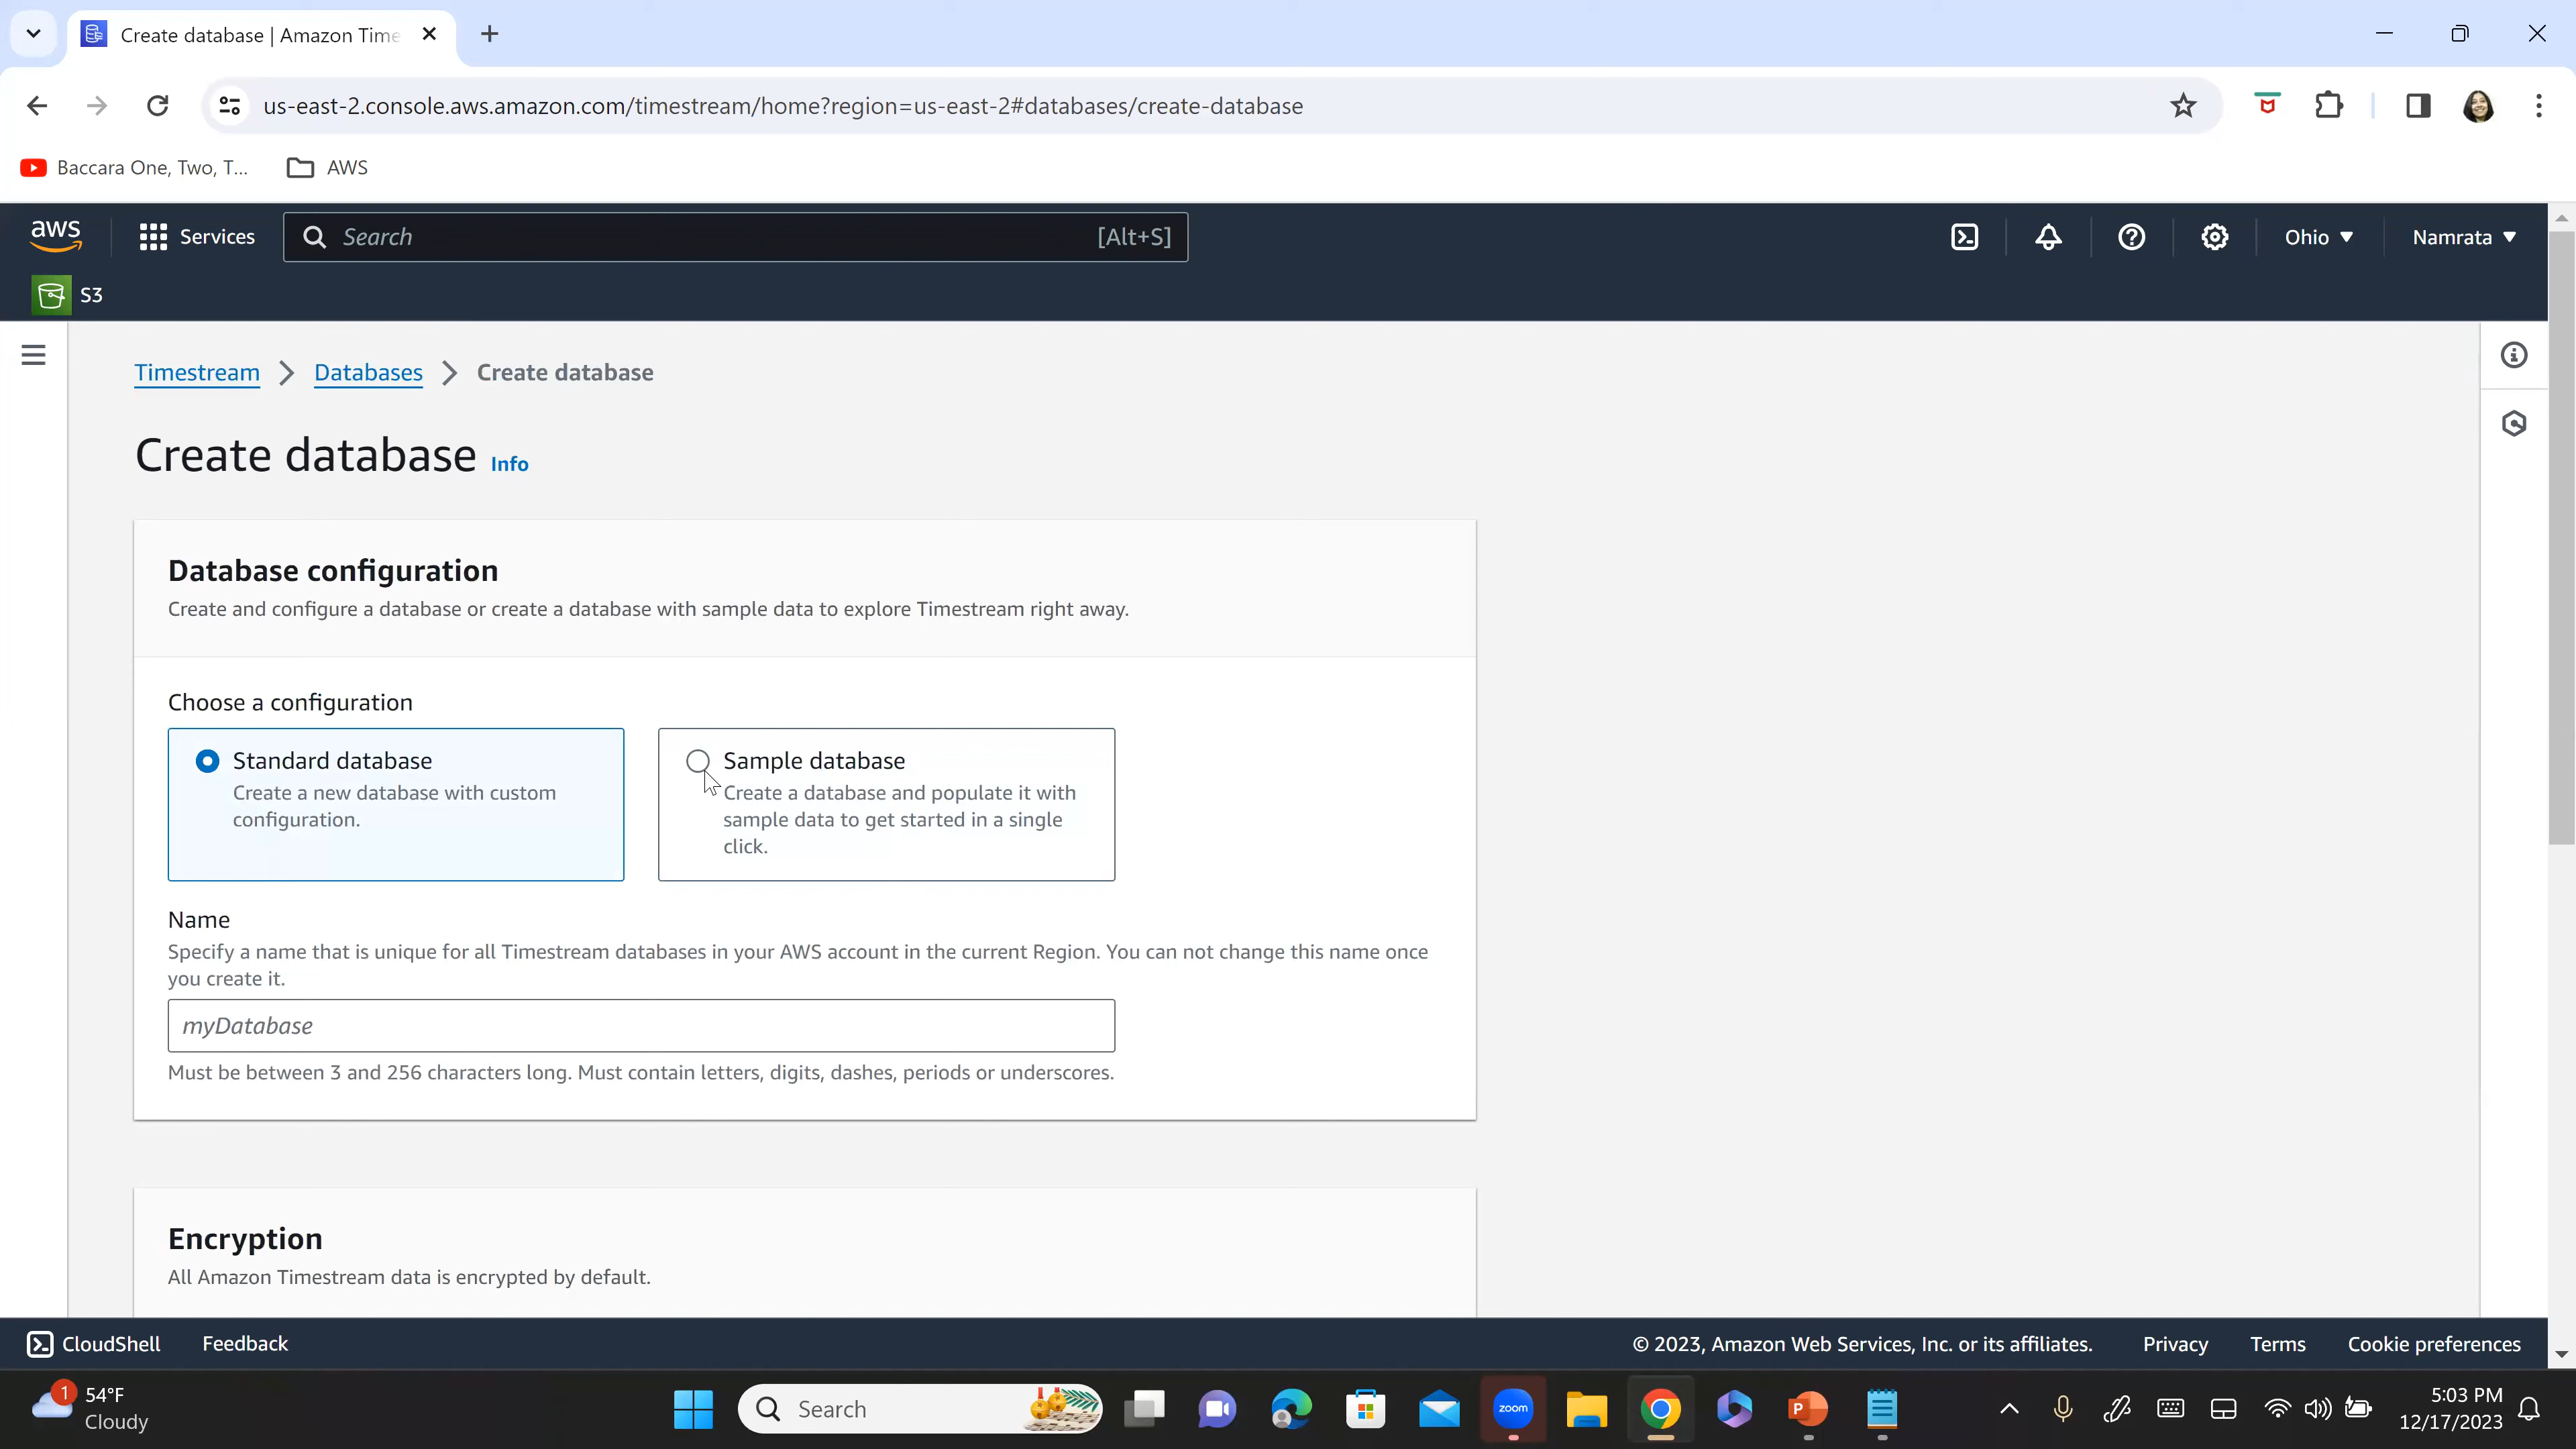 Create database | Amazon Time
us-east-2.console.aws.amazon.com/timestream/home?region=us-east-2#databases/create-database
Baccara One, Two, T...
AWS
aws
Services
Search
[Alt+S]
Ohio
Namrata
S3
Timestream
Databases
Create database
Create database Info
Database configuration
Create and configure a database or create a database with sample data to explore Timestream right away.
Choose a configuration
Standard database
Create a new database with custom
configuration.
Sample database
Create a database and populate it with
sample data to get started in a single
click.
Name
Specify a name that is unique for all Timestream databases in your AWS account in the current Region. You can not change this name once
you create it.
myDatabase
Must be between 3 and 256 characters long. Must contain letters, digits, dashes, periods or underscores.
Encryption
All Amazon Timestream data is encrypted by default.
CloudShell
Feedback
© 2023, Amazon Web Services, Inc. or its affiliates.
Privacy
Terms
Cookie preferences
1
54°F
Cloudy
Search
zoom
P
5:03 PM
12/17/2023